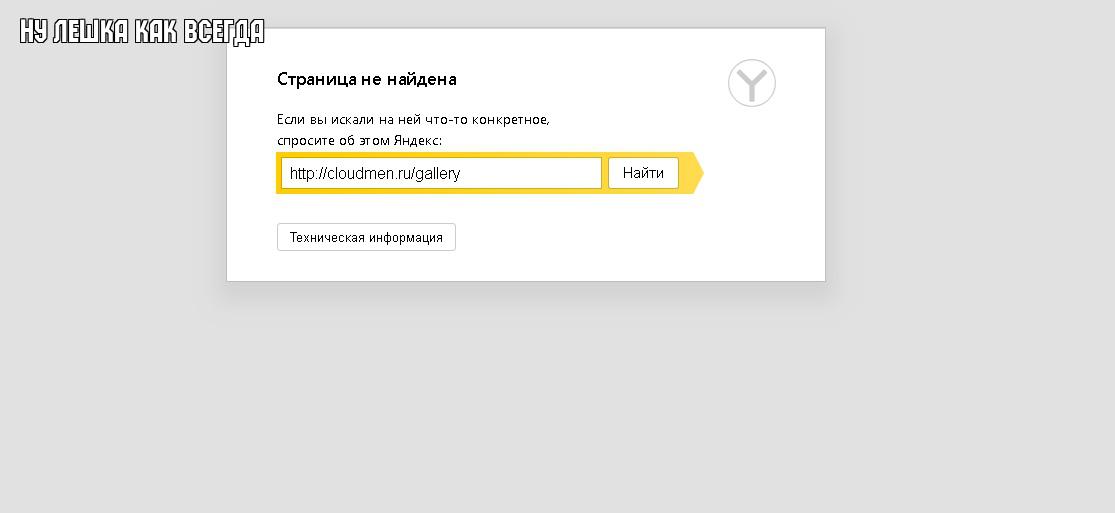 НУ ЛЕШКА КАК ВСЕГДА
Страница не найдена
Если вы искали на ней что-то конкретное,
спросите об этом Яндекс:
http://cloudmen.ru/gallery Найти
Техническая информация